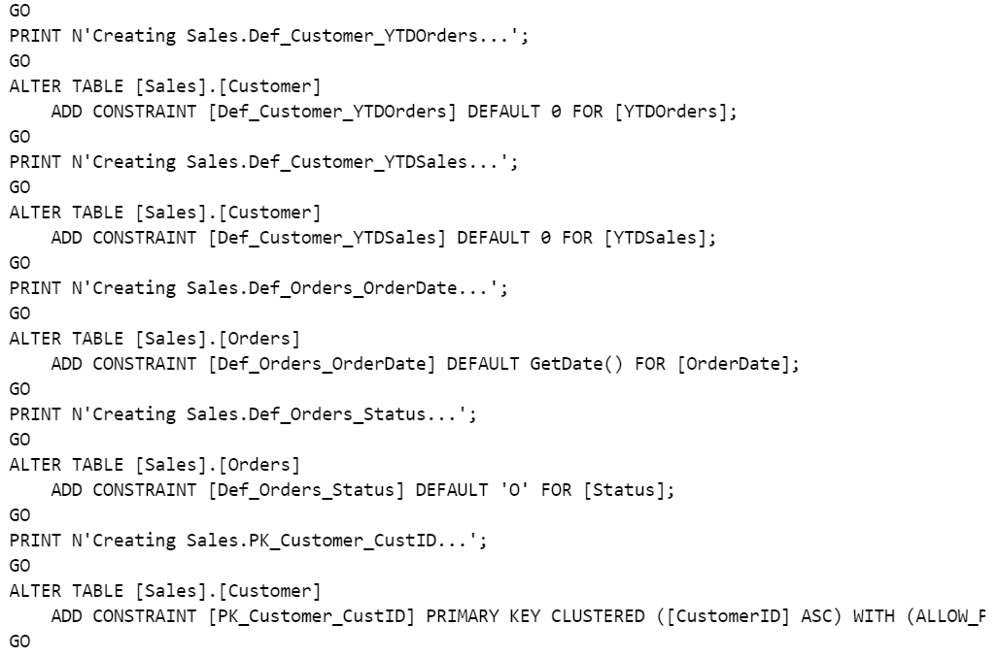 GO
PRINT N'Creating Sales.Def_Customer_YTDOrders...';
GO
ALTER TABLE [Sales].[Customer]
    ADD CONSTRAINT [Def_Customer_YTDOrders] DEFAULT 0 FOR [YTDOrders];
GO
PRINT N'Creating Sales.Def_Customer_YTDSales...';
GO
ALTER TABLE [Sales].[Customer]
    ADD CONSTRAINT [Def_Customer_YTDSales] DEFAULT 0 FOR [YTDSales];
GO
PRINT N'Creating Sales.Def_Orders_OrderDate...';
GO
ALTER TABLE [Sales].[Orders]
    ADD CONSTRAINT [Def_Orders_OrderDate] DEFAULT GetDate() FOR [OrderDate];
GO
PRINT N'Creating Sales.Def_Orders_Status...';
GO
ALTER TABLE [Sales].[Orders]
    ADD CONSTRAINT [Def_Orders_Status] DEFAULT 'O' FOR [Status];
GO
PRINT N'Creating Sales.PK_Customer_CustID...';
GO
ALTER TABLE [Sales].[Customer]
    ADD CONSTRAINT [PK_Customer_CustID] PRIMARY KEY CLUSTERED ([CustomerID] ASC) WITH (ALLOW_P
GO